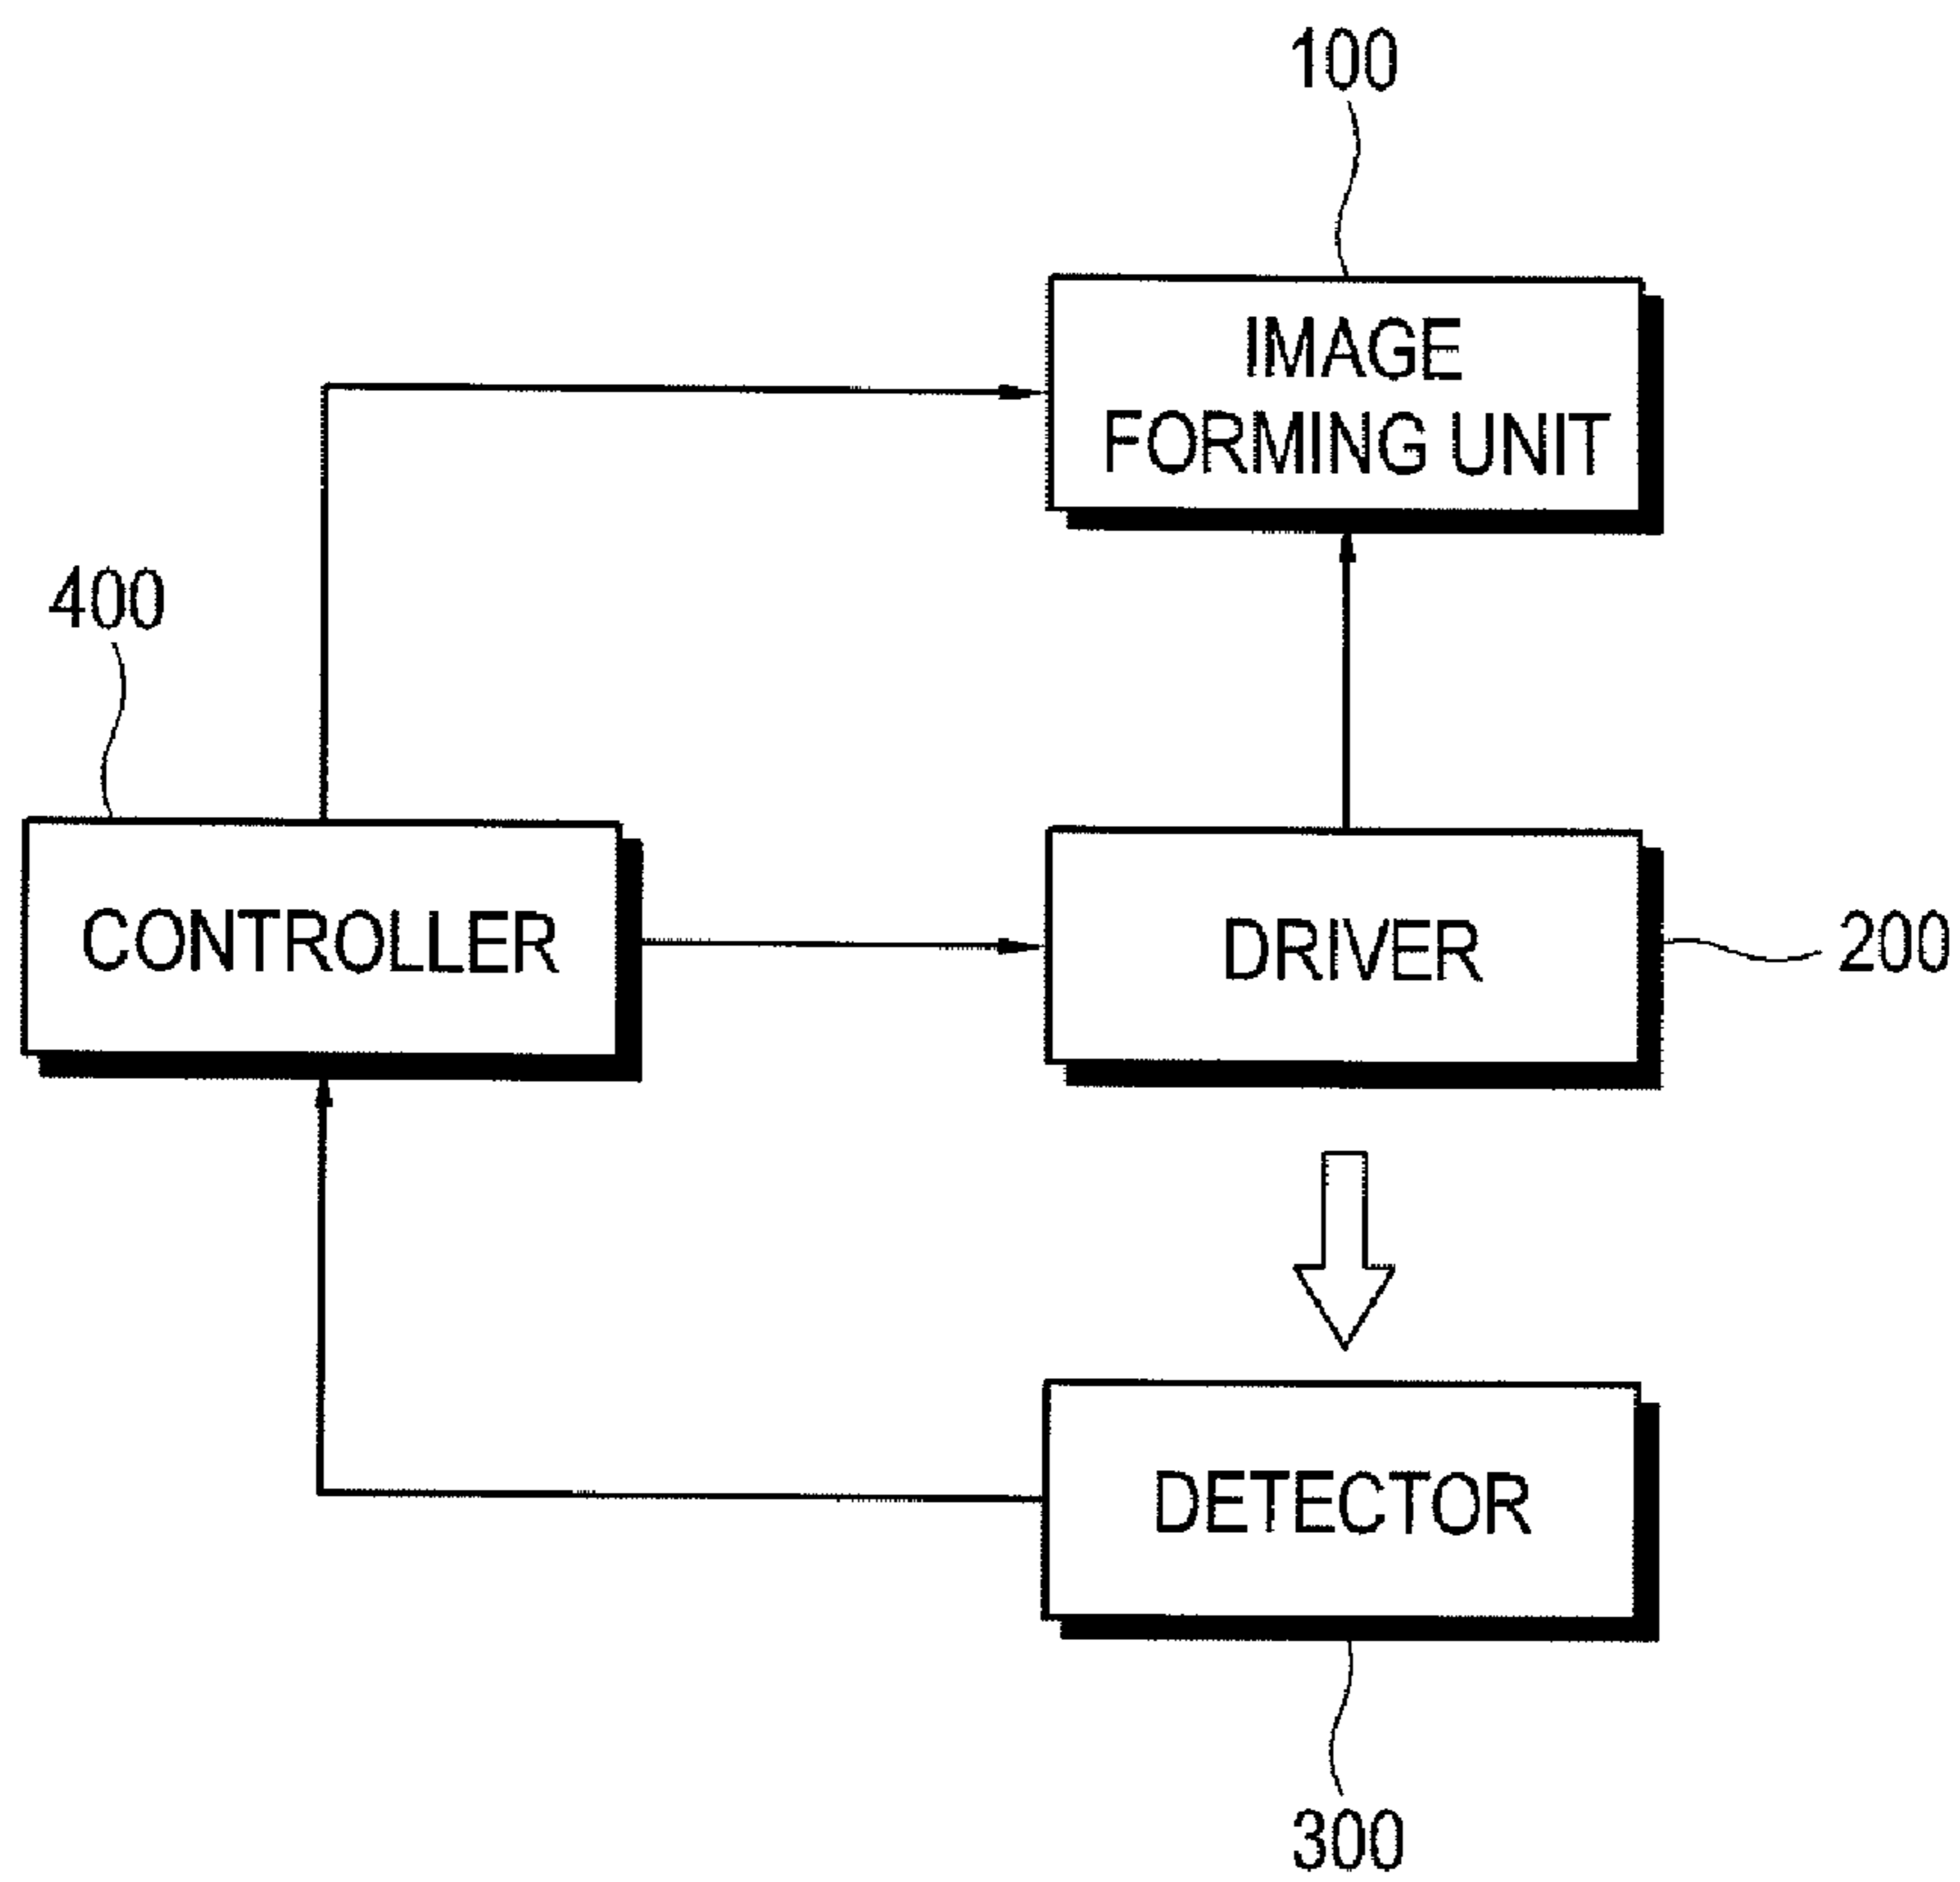 100
IMAGE
FORMING UNIT
400
CONTROLLER
DRIVER
200
DETECTOR
300